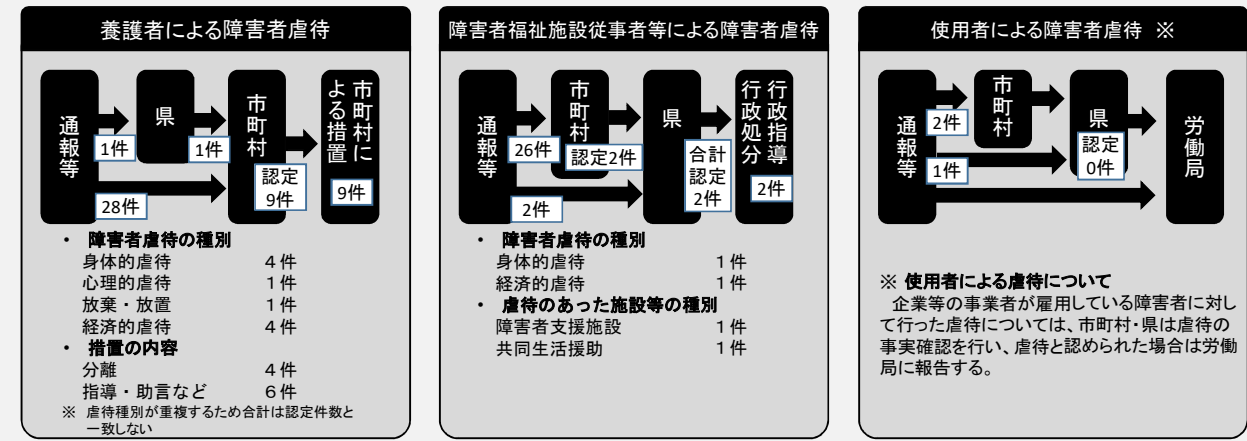 養護者による障害者虐待
通報等
県
市町村
市町村に
よる措置
1件
1件
認定
9件
9件
28件
・ 障害者虐待の種別
身体的虐待 4件
心理的虐待 1件
放棄・放置 1件
経済的虐待 4件
・ 措置の内容
分離 4件
指導・助言など 6件
※ 虐待種別が重複するため合計は認定件数と
一致しない
障害者福祉施設従事者等による障害者虐待
通報等
市町村
県
行政指導
行政処分
26件
認定2件
合計
認定
2件
2件
2件
・ 障害者虐待の種別
身体的虐待 1件
経済的虐待 1件
・ 虐待のあった施設等の種別
障害者支援施設 1件
共同生活援助 1件
使用者による障害者虐待 ※
通報等
市町村
県
労働局
2件
認定
0件
1件
※ 使用者による虐待について
企業等の事業者が雇用している障害者に対し
て行った虐待については、市町村・県は虐待の
事実確認を行い、虐待と認められた場合は労働
局に報告する。